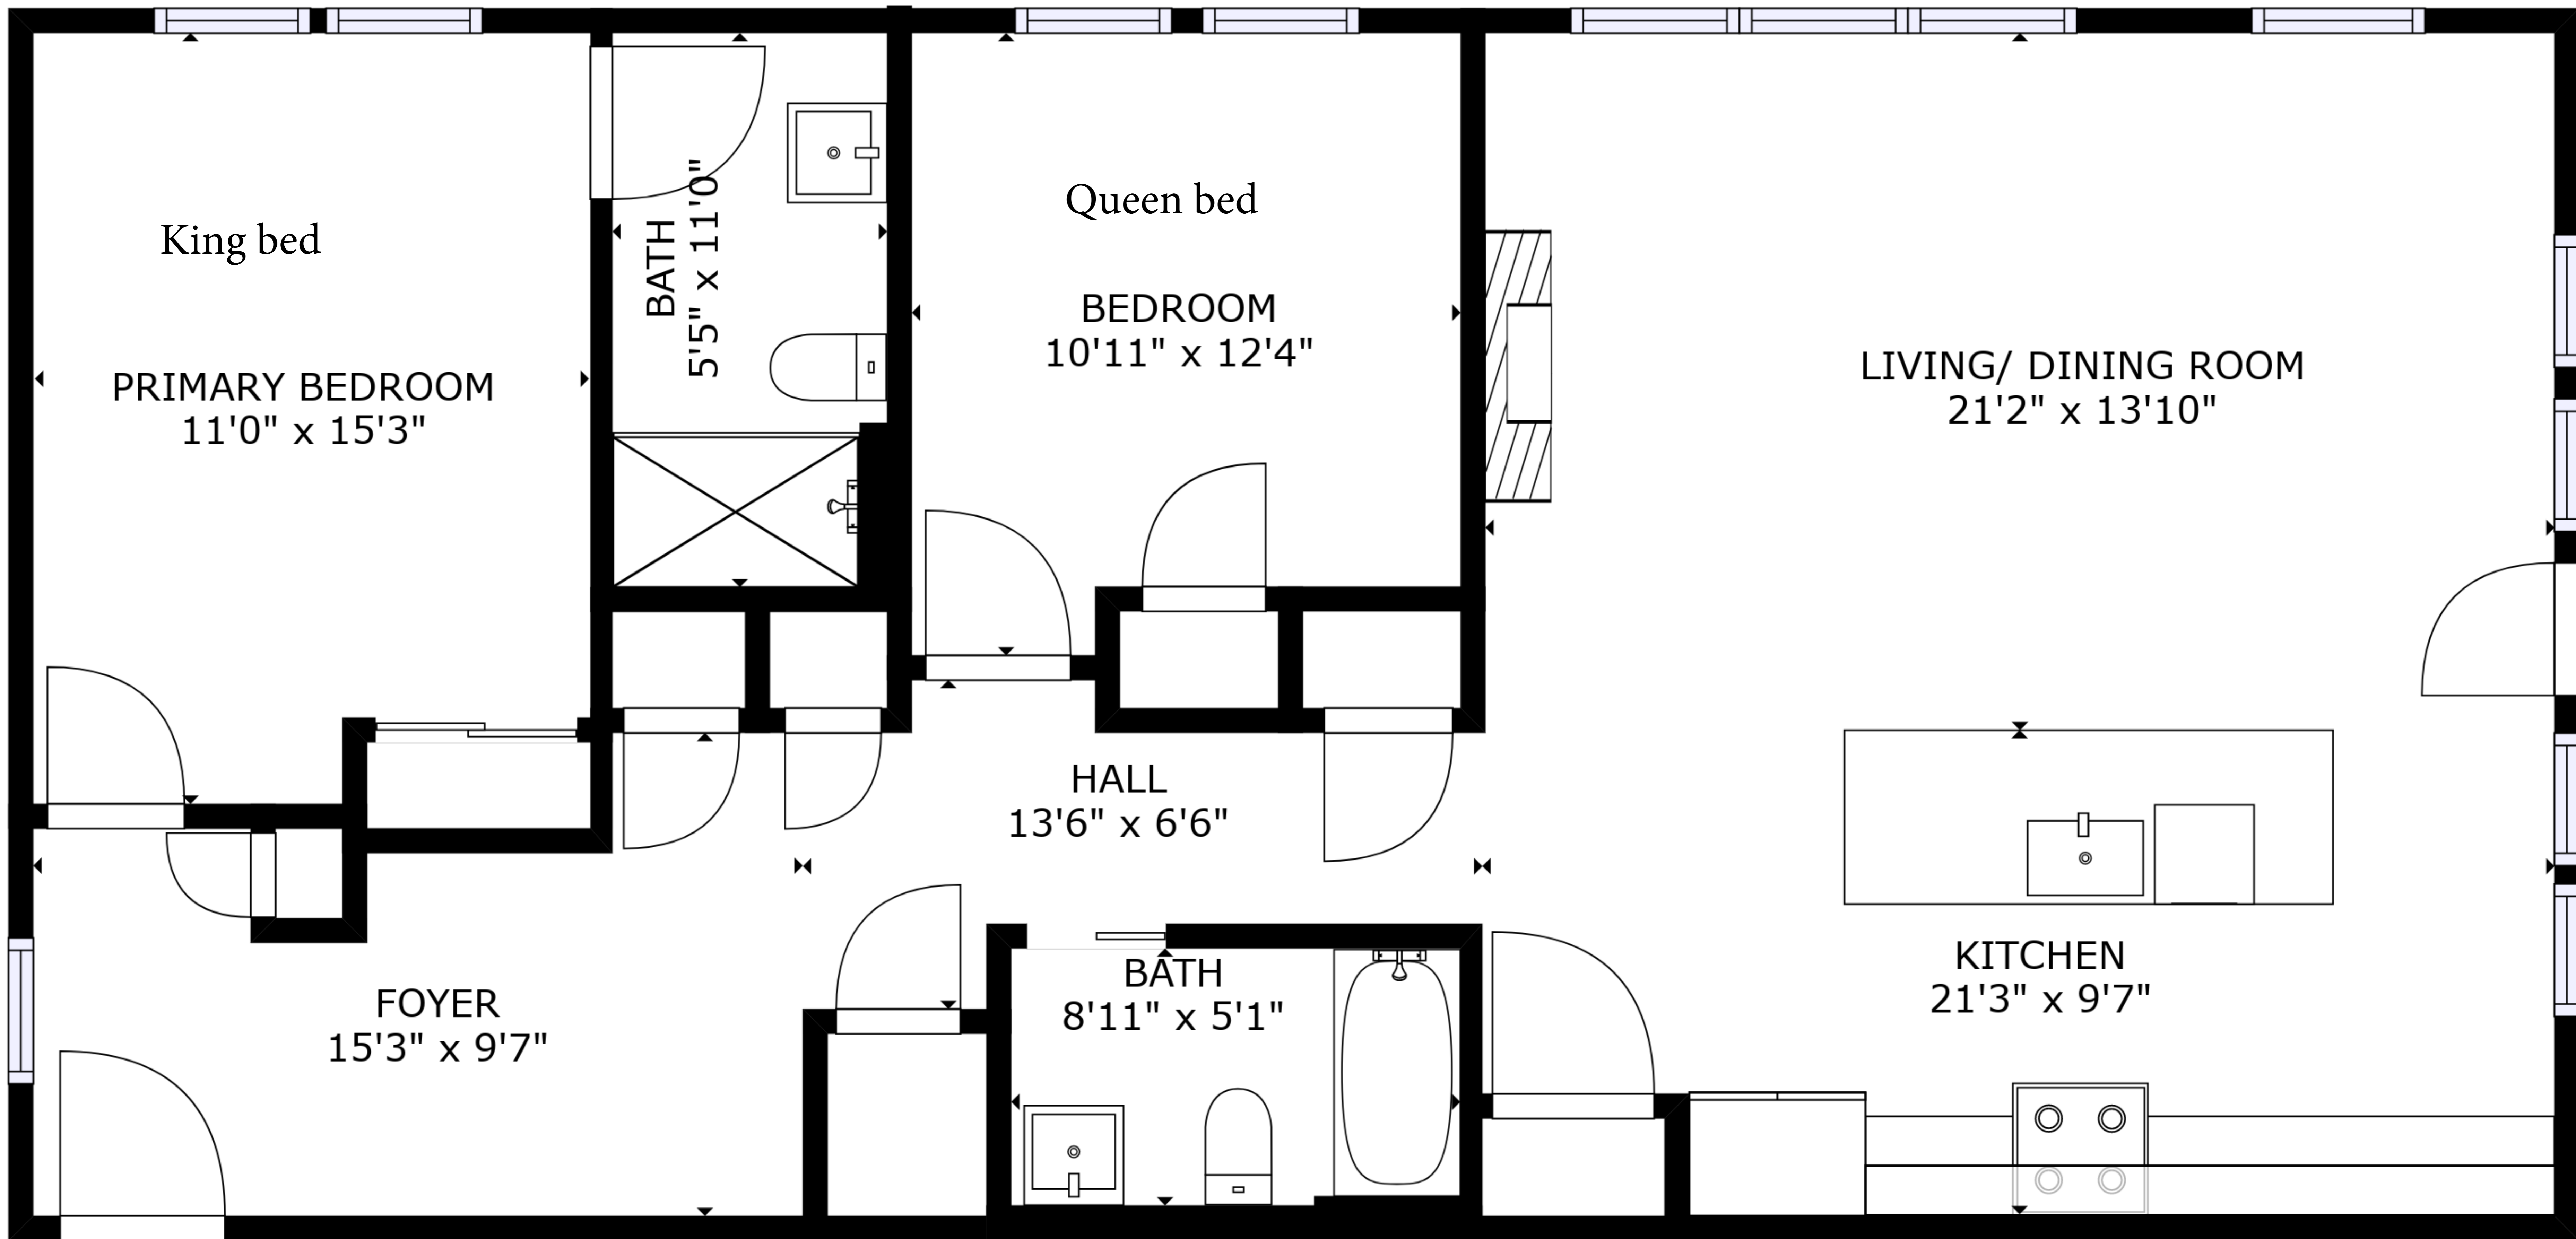 King bed
PRIMARY BEDROOM
11'0" x 15'3"
BATH
5'5" x 11'0"
Queen bed
BEDROOM
10'11" x 12'4"
LIVING/ DINING ROOM
21'2" x 13'10"
HALL
13'6" x 6'6"
FOYER
15'3" x 9'7"
BATH
8'11" x 5'1"
KITCHEN
21'3" x 9'7"